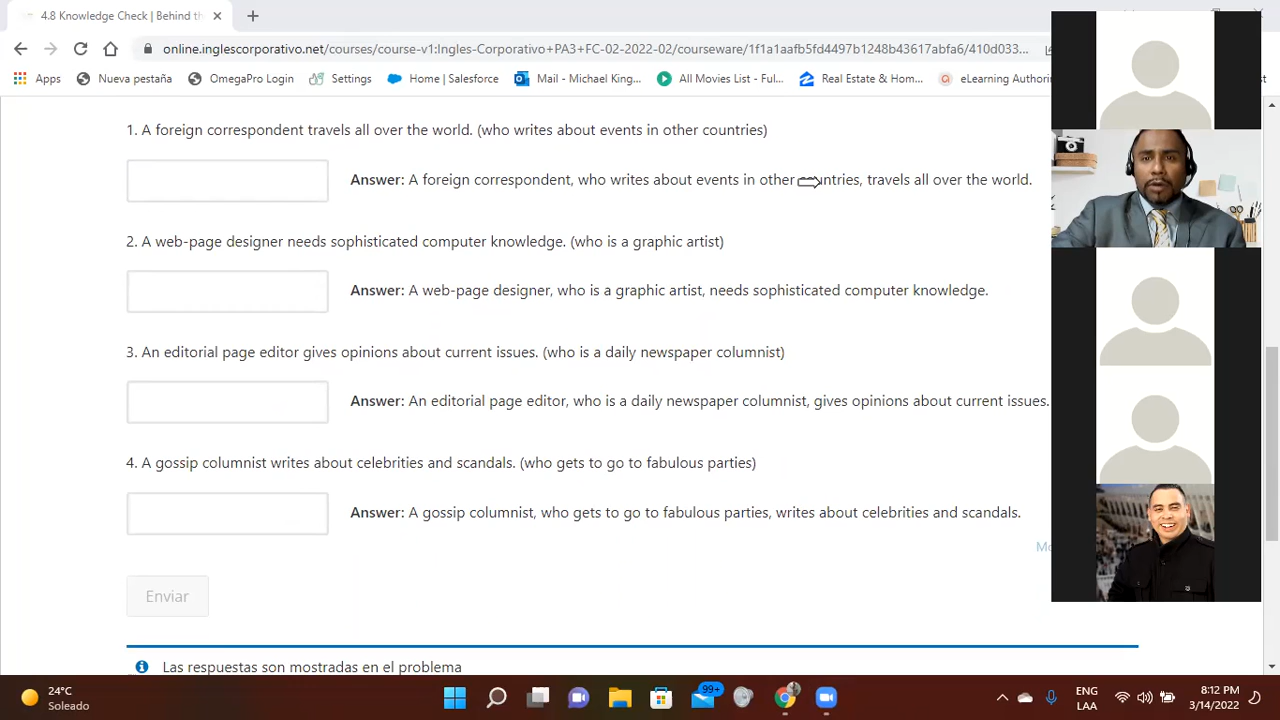 4.8 Knowledge Check | Behind th
online.inglescorporativo.net/courses/course-v1:Ingles-Corporativo+PA3+FC-02-2022-02/courseware/1f1a1aafb5fd4497b1248b43617abfa6/410d033...
Apps Nueva pestaña OmegaPro Login Settings Home | Salesforce Mail - Michael King... All Movies List - Ful... Real Estate & Hom... eLearning Authorin
1. A foreign correspondent travels all over the world. (who writes about events in other countries)
Answer: A foreign correspondent, who writes about events in other countries, travels all over the world.
2. A web-page designer needs sophisticated computer knowledge. (who is a graphic artist)
Answer: A web-page designer, who is a graphic artist, needs sophisticated computer knowledge.
3. An editorial page editor gives opinions about current issues. (who is a daily newspaper columnist)
Answer: An editorial page editor, who is a daily newspaper columnist, gives opinions about current issues.
4. A gossip columnist writes about celebrities and scandals. (who gets to go to fabulous parties)
Answer: A gossip columnist, who gets to go to fabulous parties, writes about celebrities and scandals.
Enviar
Las respuestas son mostradas en el problema
24°C
Soleado
99+
ENG
LAA
8:12 PM
3/14/2022